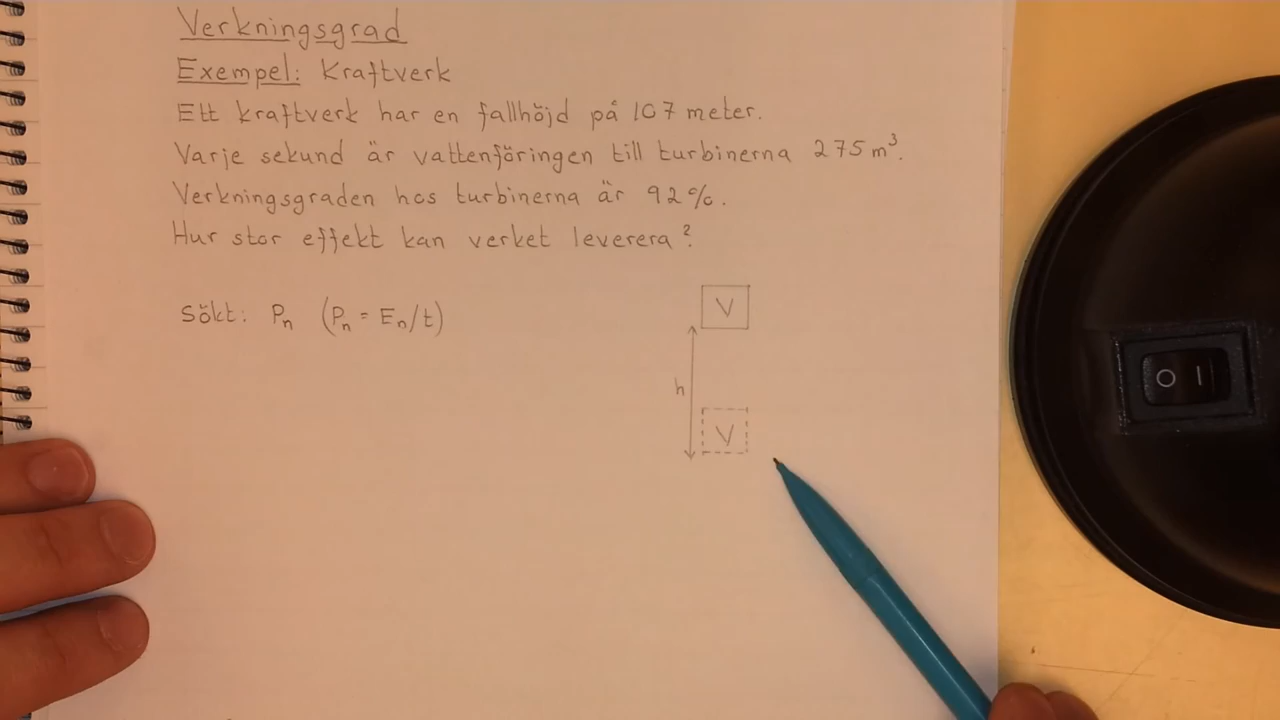 Verkningsgrad
Exempel: Kraftverk
Ett kraftverk har en fallhöjd på 107 meter.
Varje sekund är vattenföringen till turbinerna 275 m³.
Verkningsgraden hos turbinerna är 92%.
Hur stor effekt kan verket leverera?
Sökt: Pₙ (Pₙ = Eₙ/t)
V
h
V
O I